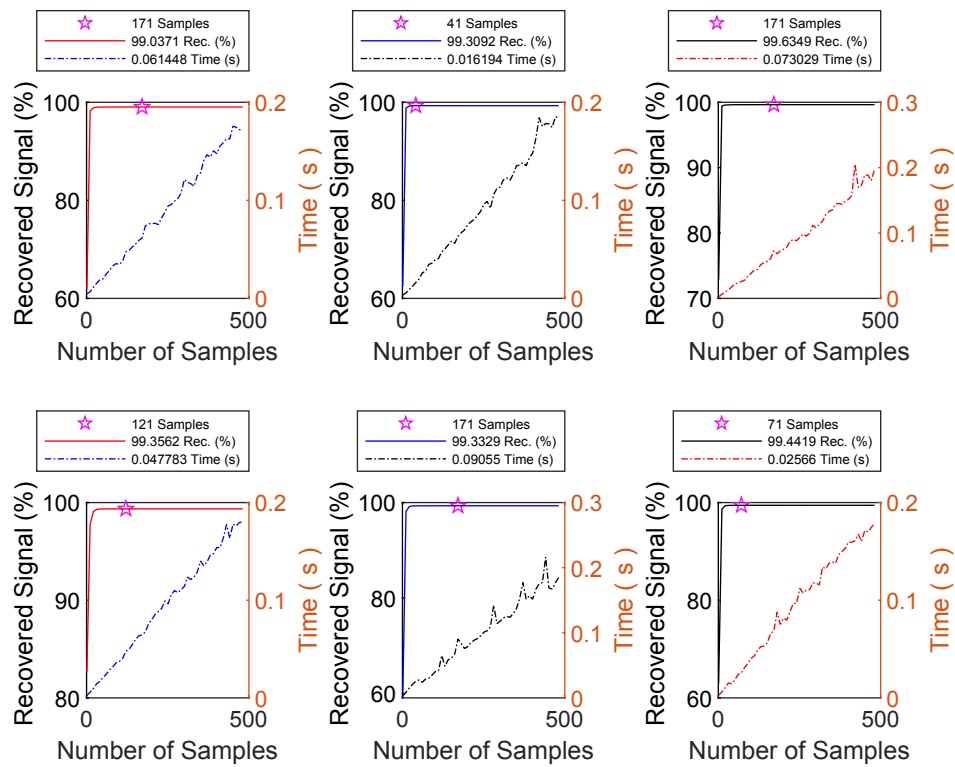 171 Samples
99.0371 Rec. (%)
0.061448 Time (s)
100
80
60
0.2
0.1
0
0
500
Recovered Signal (%)
Time ( s )
Number of Samples
41 Samples
99.3092 Rec. (%)
0.016194 Time (s)
100
80
60
0.2
0.1
0
0
500
Recovered Signal (%)
Time ( s )
Number of Samples
171 Samples
99.6349 Rec. (%)
0.073029 Time (s)
100
90
80
70
0.3
0.2
0.1
0
0
500
Recovered Signal (%)
Time ( s )
Number of Samples
121 Samples
99.3562 Rec. (%)
0.047783 Time (s)
100
90
80
0.2
0.1
0
0
500
Recovered Signal (%)
Time ( s )
Number of Samples
171 Samples
99.3329 Rec. (%)
0.09055 Time (s)
100
80
60
0.3
0.2
0.1
0
0
500
Recovered Signal (%)
Time ( s )
Number of Samples
71 Samples
99.4419 Rec. (%)
0.02566 Time (s)
100
80
60
0.2
0.1
0
0
500
Recovered Signal (%)
Time ( s )
Number of Samples